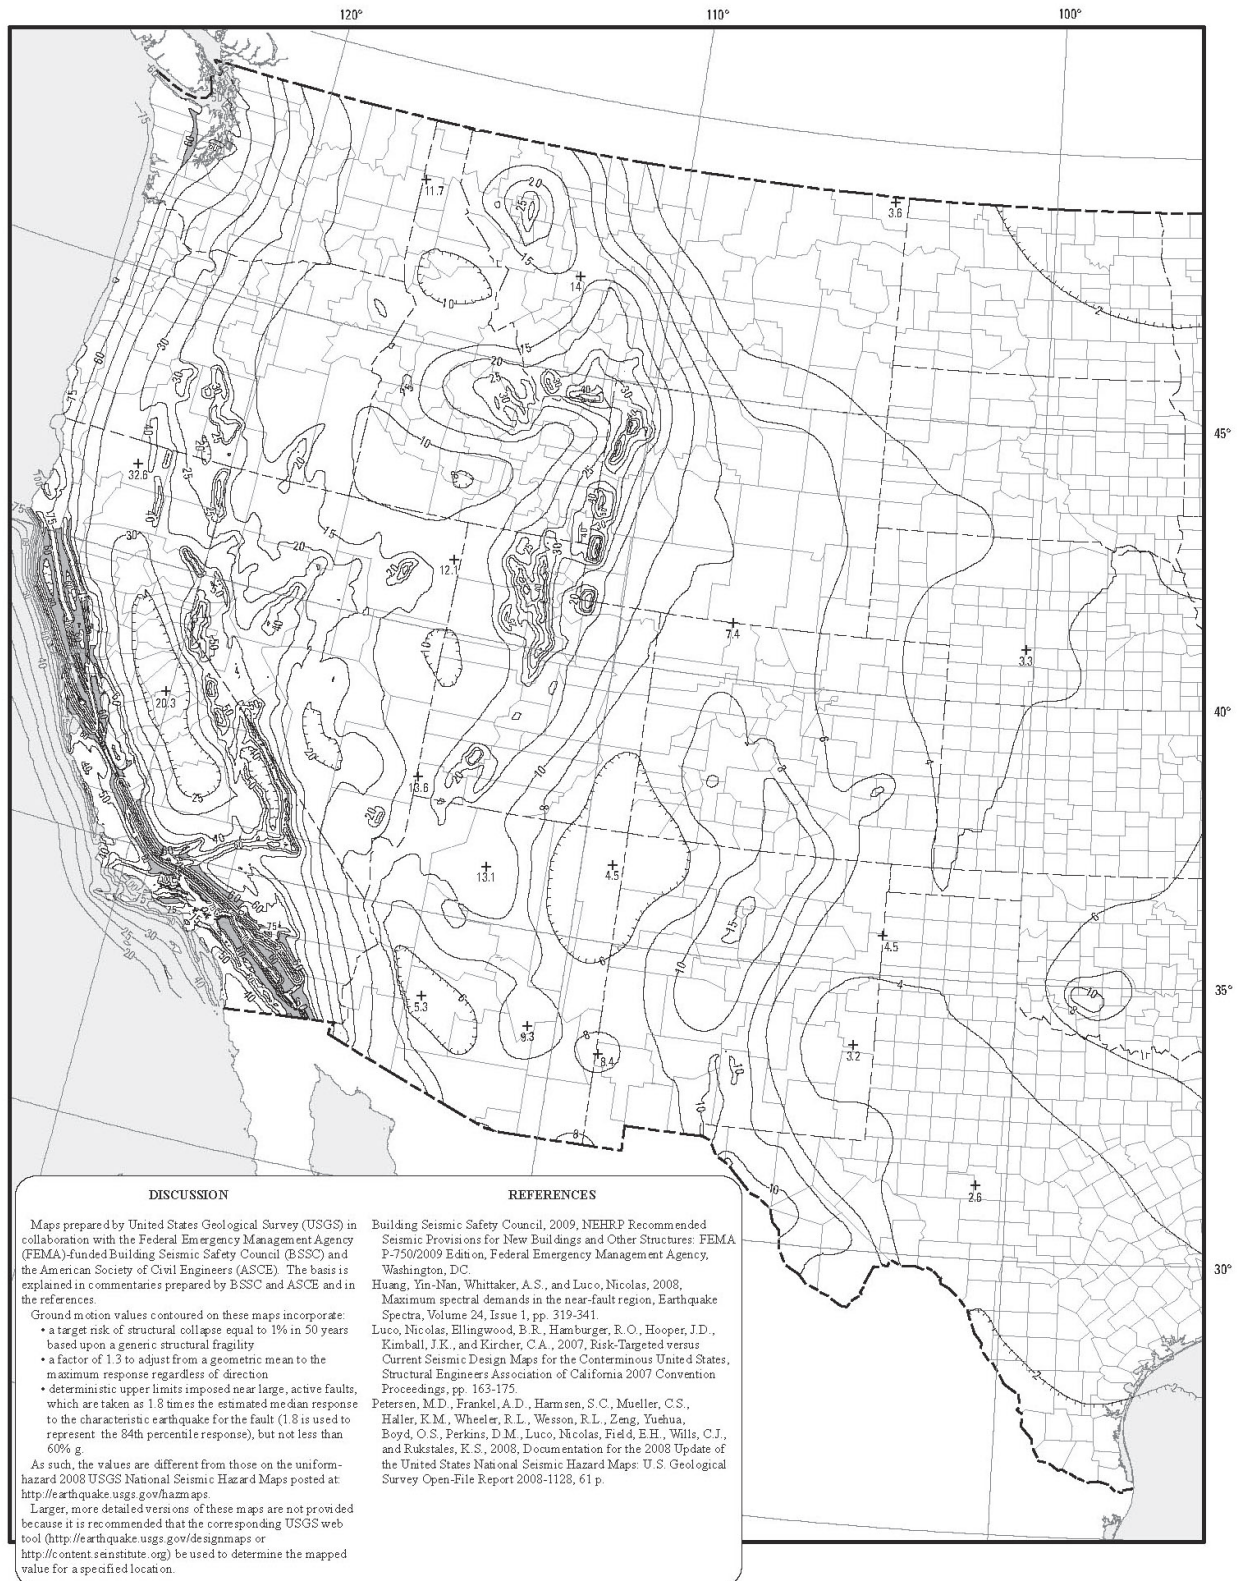 120°
110°
100°
11.7
3.6
14
32.6
12.1
7.4
3.3
20.3
13.6
13.1
4.5
4.5
5.3
9.3
8.4
3.2
2.6
45°
40°
35°
30°
DISCUSSION
Maps prepared by United States Geological Survey (USGS) in
collaboration with the Federal Emergency Management Agency
(FEMA)-funded Building Seismic Safety Council (BSSC) and
the American Society of Civil Engineers (ASCE). The basis is
explained in commentaries prepared by BSSC and ASCE and in
the references.
Ground motion values contoured on these maps incorporate:
• a target risk of structural collapse equal to 1% in 50 years
based upon a generic structural fragility
• a factor of 1.3 to adjust from a geometric mean to the
maximum response regardless of direction
• deterministic upper limits imposed near large, active faults,
which are taken as 1.8 times the estimated median response
to the characteristic earthquake for the fault (1.8 is used to
represent the 84th percentile response), but not less than
60% g.
As such, the values are different from those on the uniform-
hazard 2008 USGS National Seismic Hazard Maps posted at:
http://earthquake.usgs.gov/hazmaps.
Larger, more detailed versions of these maps are not provided
because it is recommended that the corresponding USGS web
tool (http://earthquake.usgs.gov/designmaps or
http://content.seinstitute.org) be used to determine the mapped
value for a specified location.
REFERENCES
Building Seismic Safety Council, 2009, NEHRP Recommended
Seismic Provisions for New Buildings and Other Structures: FEMA
P-750/2009 Edition, Federal Emergency Management Agency,
Washington, DC.
Huang, Yin-Nan, Whittaker, A.S., and Luco, Nicolas, 2008,
Maximum spectral demands in the near-fault region, Earthquake
Spectra, Volume 24, Issue 1, pp. 319-341.
Luco, Nicolas, Ellingwood, B.R., Hamburger, R.O., Hooper, J.D.,
Kimball, J.K., and Kircher, C.A., 2007, Risk-Targeted versus
Current Seismic Design Maps for the Conterminous United States,
Structural Engineers Association of California 2007 Convention
Proceedings, pp. 163-175.
Petersen, M.D., Frankel, A.D., Harmsen, S.C., Mueller, C.S.,
Haller, K.M., Wheeler, R.L., Wesson, R.L., Zeng, Yuehua,
Boyd, O.S., Perkins, D.M., Luco, Nicolas, Field, E.H., Wills, C.J.,
and Rukstales, K.S., 2008, Documentation for the 2008 Update of
the United States National Seismic Hazard Maps: U.S. Geological
Survey Open-File Report 2008-1128, 61 p.